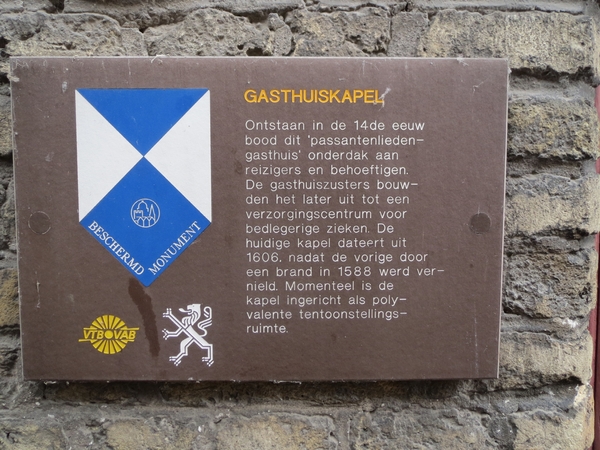 GASTHUISKAPEL
Ontstaan in de 14de eeuw
bood dit 'passantenlieden-
gasthuis' onderdak aan
reizigers en behoeftigen.
De gasthuiszusters bouw-
den het later uit tot een
verzorgingscentrum voor
bedlegerige zieken. De
huidige kapel dateert uit
1606, nadat de vorige door
een brand in 1588 werd ver-
nield. Momenteel is de
kapel ingericht als poly-
valente tentoonstellings-
ruimte.
BESCHERMD
MONUMENT
VTB VAB